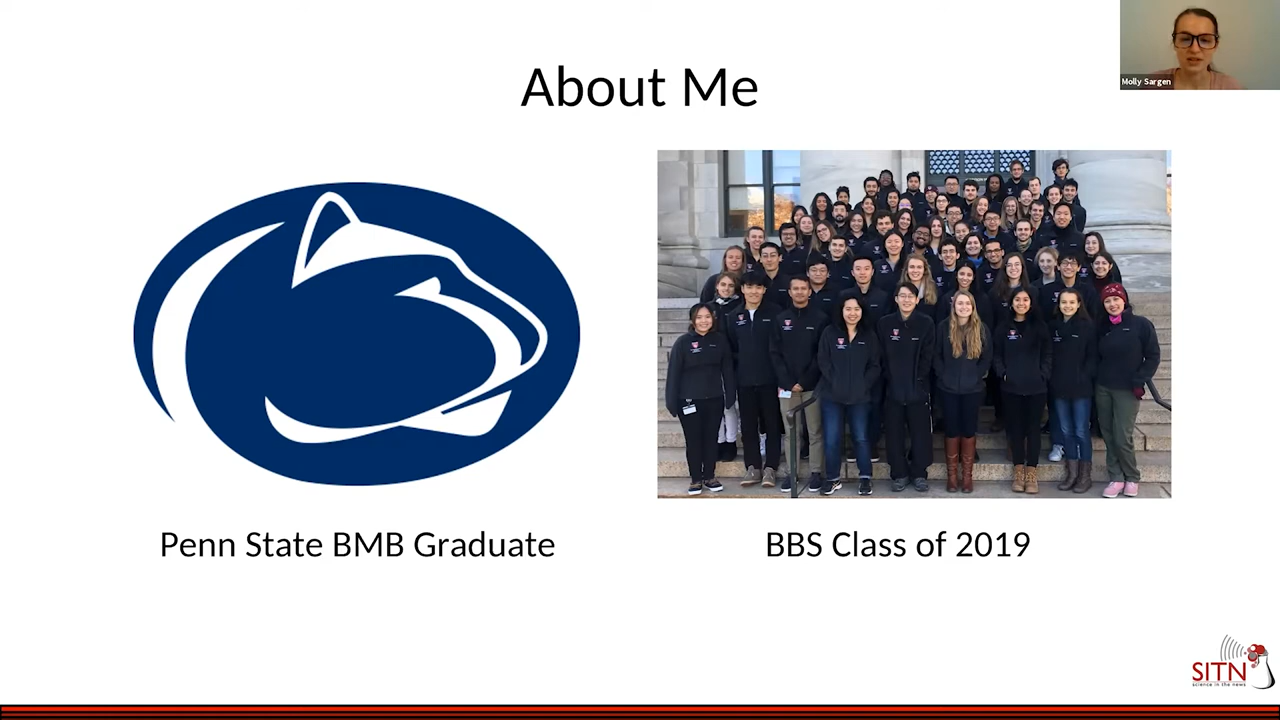 Molly Sargen
About Me
Penn State BMB Graduate
BBS Class of 2019
SITN
science in the news